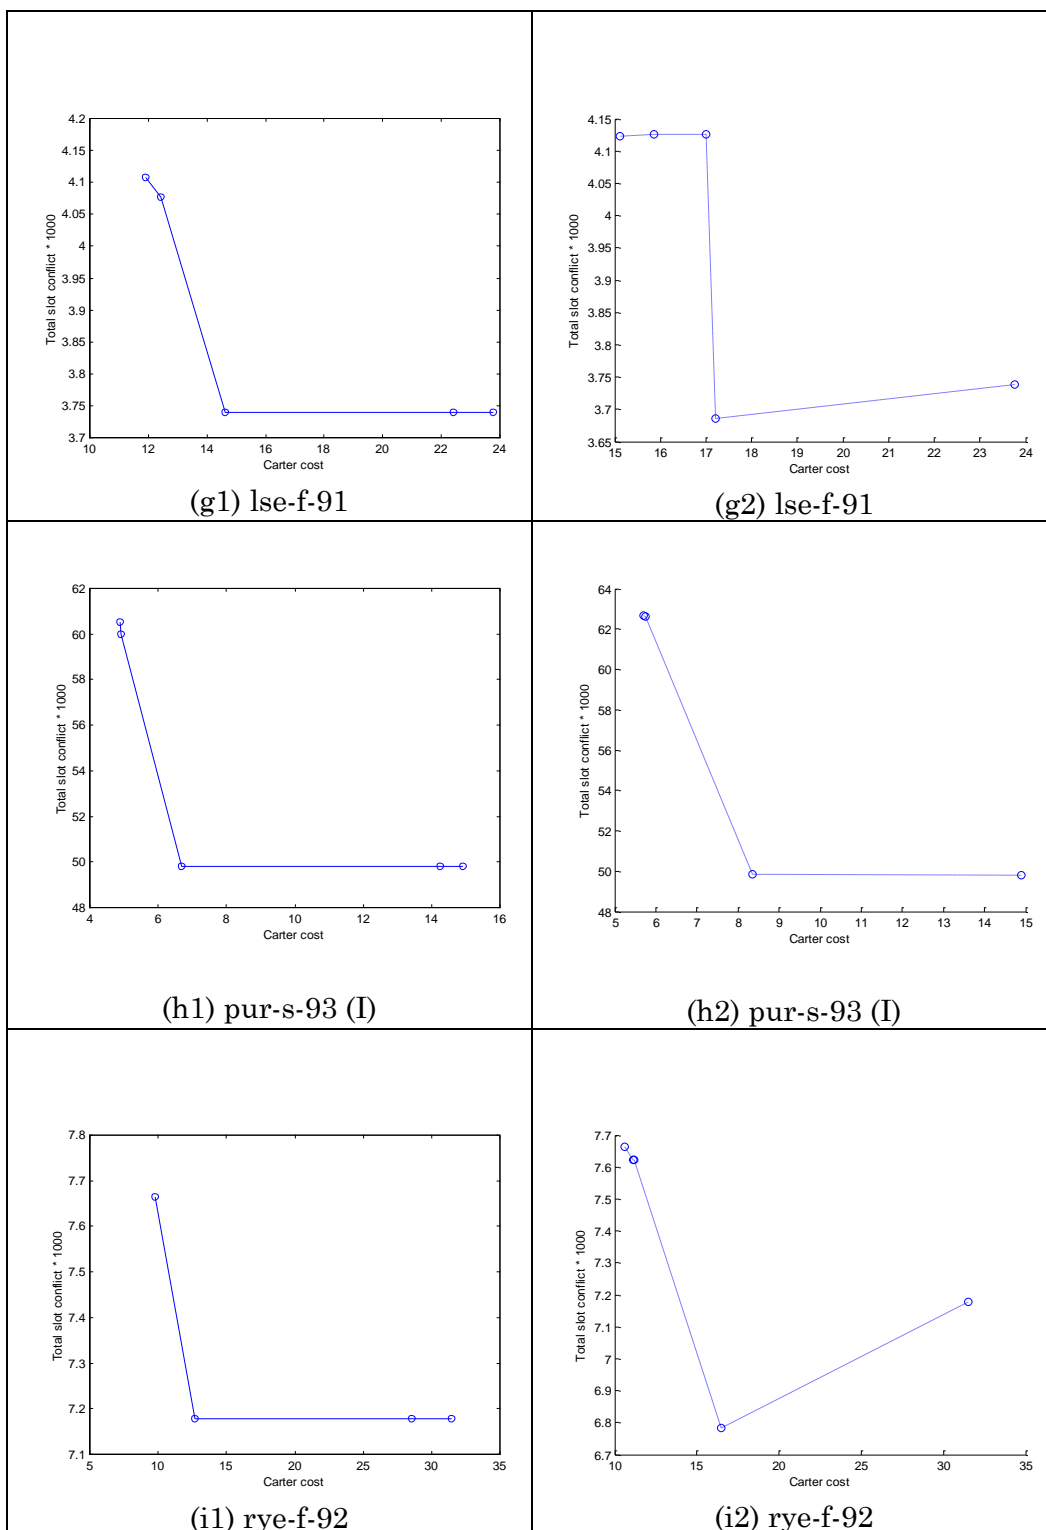 4.2
4.15
4.1
4.05
4
3.95
3.9
3.85
3.8
3.75
3.7
Total slot conflict * 1000
10 12 14 16 18 20 22 24
Carter cost
(g1) lse-f-91
4.15
4.1
4.05
4
3.95
3.9
3.85
3.8
3.75
3.7
3.65
Total slot conflict * 1000
15 16 17 18 19 20 21 22 23 24
Carter cost
(g2) lse-f-91
62
60
58
56
54
52
50
48
Total slot conflict * 1000
4 6 8 10 12 14 16
Carter cost
(h1) pur-s-93 (I)
64
62
60
58
56
54
52
50
48
Total slot conflict * 1000
5 6 7 8 9 10 11 12 13 14 15
Carter cost
(h2) pur-s-93 (I)
7.8
7.7
7.6
7.5
7.4
7.3
7.2
7.1
Total slot conflict * 1000
5 10 15 20 25 30 35
Carter cost
(i1) rye-f-92
7.7
7.6
7.5
7.4
7.3
7.2
7.1
7
6.9
6.8
6.7
Total slot conflict * 1000
10 15 20 25 30 35
Carter cost
(i2) rye-f-92